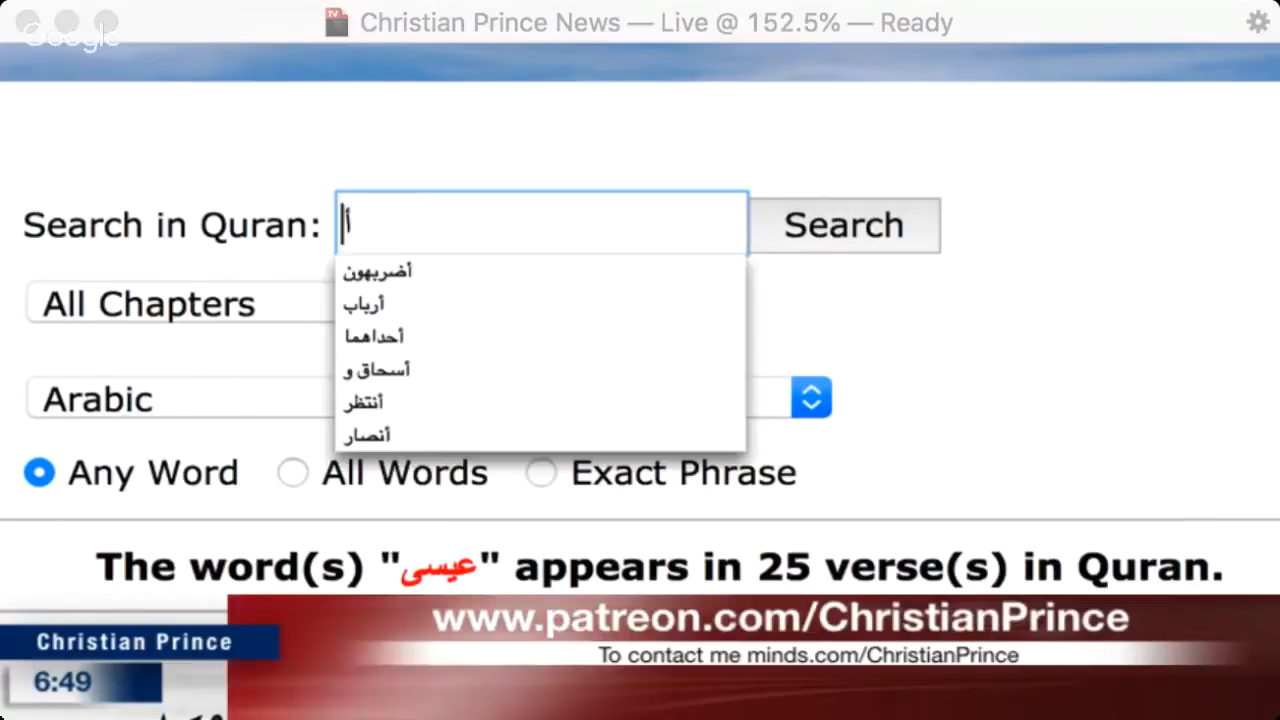 Christian Prince News — Live @ 152.5% — Ready
Google
Search in Quran: أ Search
أضربهون
أرباب
أحداهما
أسحاق و
أنتظر
أنصار
All Chapters
Arabic
Any Word All Words Exact Phrase
The word(s) "عيسى" appears in 25 verse(s) in Quran.
www.patreon.com/ChristianPrince
To contact me minds.com/ChristianPrince
Christian Prince
6:49